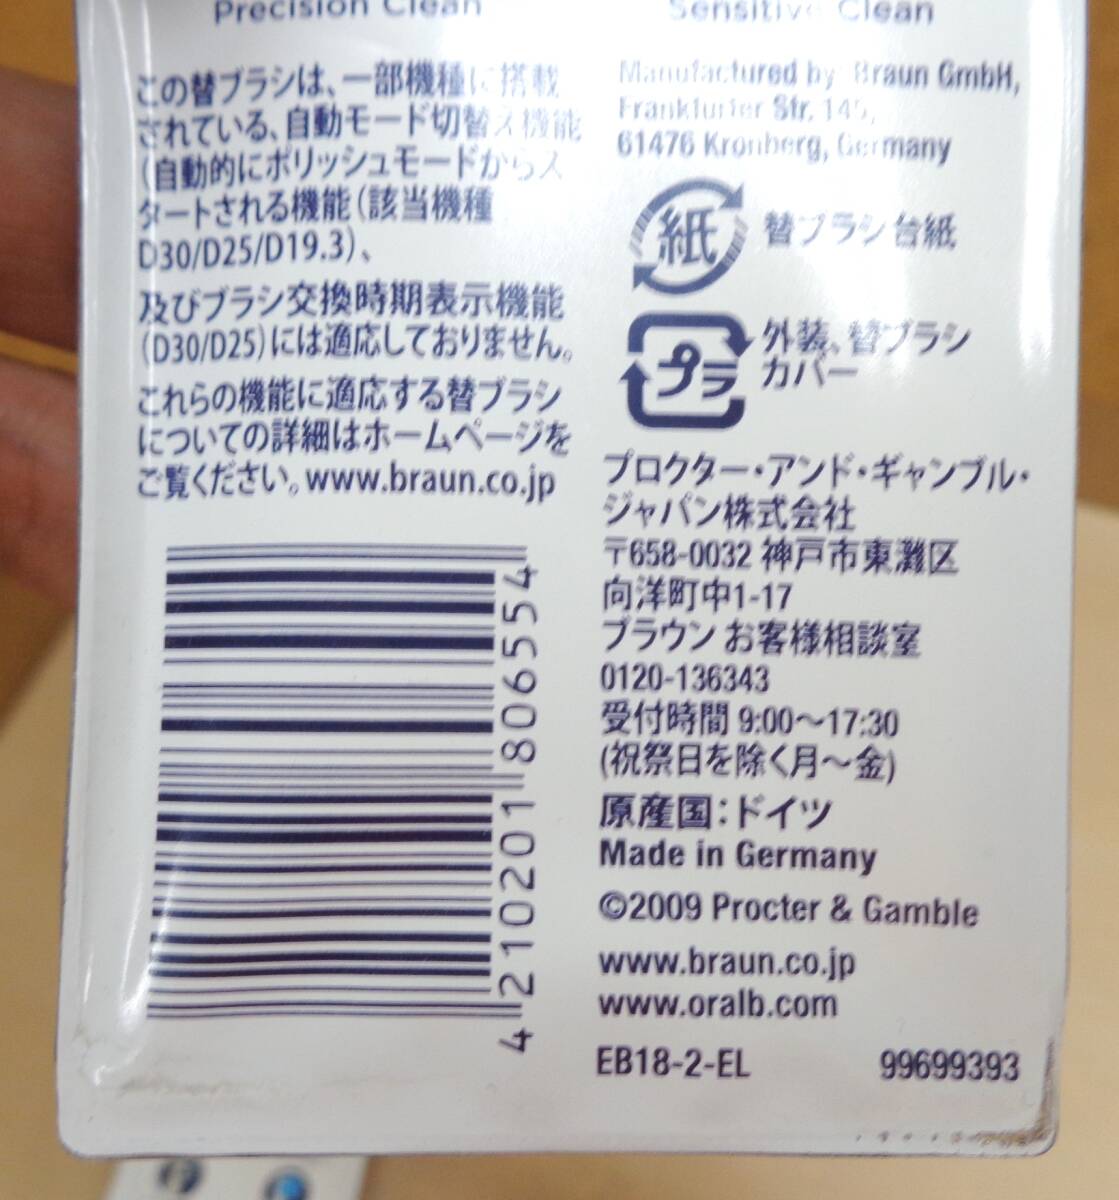 Precision Clean
この替ブラシは、一部機種に搭載
されている、自動モード切替え機能
(自動的にポリッシュモードからス
タートされる機能(該当機種
D30/D25/D19.3)、
及びブラシ交換時期表示機能
(D30/D25)には適応しておりません。
これらの機能に適応する替ブラシ
についての詳細はホームページを
ご覧ください。www.braun.co.jp
4 210201 806554
Sensitive Clean
Manufactured by Braun GmbH,
Frankfurter Str. 145,
61476 Kronberg, Germany
紙 替ブラシ台紙
プラ 外装、替ブラシ
カバー
プロクター・アンド・ギャンブル・
ジャパン株式会社
〒658-0032 神戸市東灘区
向洋町中1-17
ブラウン お客様相談室
0120-136343
受付時間 9:00〜17:30
(祝祭日を除く月〜金)
原産国：ドイツ
Made in Germany
©2009 Procter & Gamble
www.braun.co.jp
www.oralb.com
EB18-2-EL 99699393